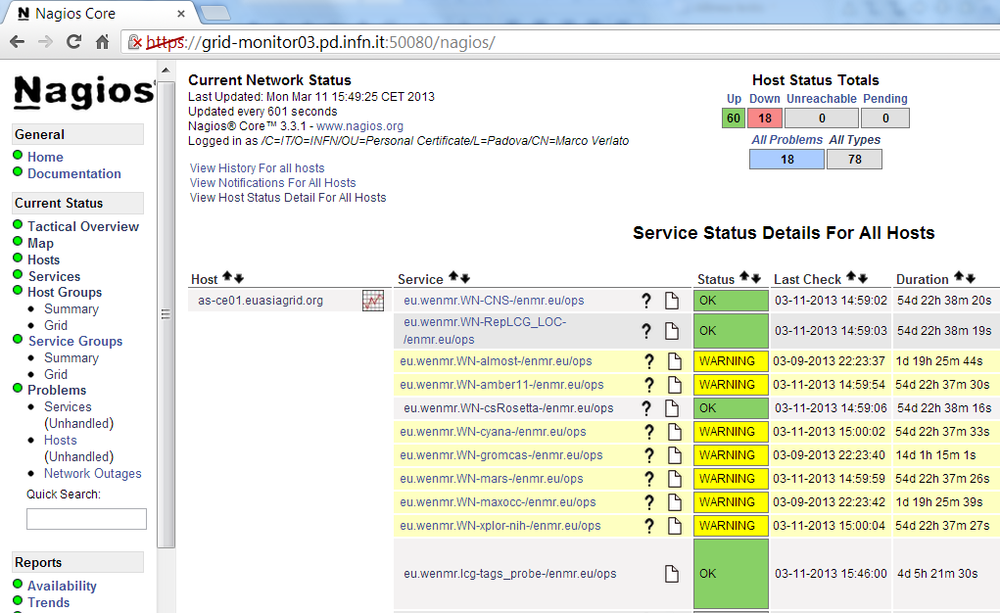 Nagios Core
https://grid-monitor03.pd.infn.it:50080/nagios/
Nagios®
General
Home
Documentation
Current Status
Tactical Overview
Map
Hosts
Services
Host Groups
Summary
Grid
Service Groups
Summary
Grid
Problems
Services
(Unhandled)
Hosts
(Unhandled)
Network Outages
Quick Search:
Reports
Availability
Trends
Current Network Status
Last Updated: Mon Mar 11 15:49:25 CET 2013
Updated every 601 seconds
Nagios® Core™ 3.3.1 - www.nagios.org
Logged in as /C=IT/O=INFN/OU=Personal Certificate/L=Padova/CN=Marco Verlato
View History For all hosts
View Notifications For All Hosts
View Host Status Detail For All Hosts
Host Status Totals
Up Down Unreachable Pending
60 18 0 0
All Problems All Types
18 78
Service Status Details For All Hosts
Host Service Status Last Check Duration
as-ce01.euasiagrid.org eu.wenmr.WN-CNS-/enmr.eu/ops ? OK 03-11-2013 14:59:02 54d 22h 38m 20s
eu.wenmr.WN-RepLCG_LOC-
/enmr.eu/ops ? OK 03-11-2013 14:59:03 54d 22h 38m 19s
eu.wenmr.WN-almost-/enmr.eu/ops ? WARNING 03-09-2013 22:23:37 1d 19h 25m 44s
eu.wenmr.WN-amber11-/enmr.eu/ops ? WARNING 03-11-2013 14:59:54 54d 22h 37m 30s
eu.wenmr.WN-csRosetta-/enmr.eu/ops ? OK 03-11-2013 14:59:06 54d 22h 38m 16s
eu.wenmr.WN-cyana-/enmr.eu/ops ? WARNING 03-11-2013 15:00:02 54d 22h 37m 33s
eu.wenmr.WN-gromcas-/enmr.eu/ops ? WARNING 03-09-2013 22:23:40 14d 1h 15m 1s
eu.wenmr.WN-mars-/enmr.eu/ops ? WARNING 03-11-2013 14:59:59 54d 22h 37m 26s
eu.wenmr.WN-maxocc-/enmr.eu/ops ? WARNING 03-09-2013 22:23:42 1d 19h 25m 39s
eu.wenmr.WN-xplor-nih-/enmr.eu/ops ? WARNING 03-11-2013 15:00:04 54d 22h 37m 27s
eu.wenmr.lcg-tags_probe-/enmr.eu/ops OK 03-11-2013 15:46:00 4d 5h 21m 30s